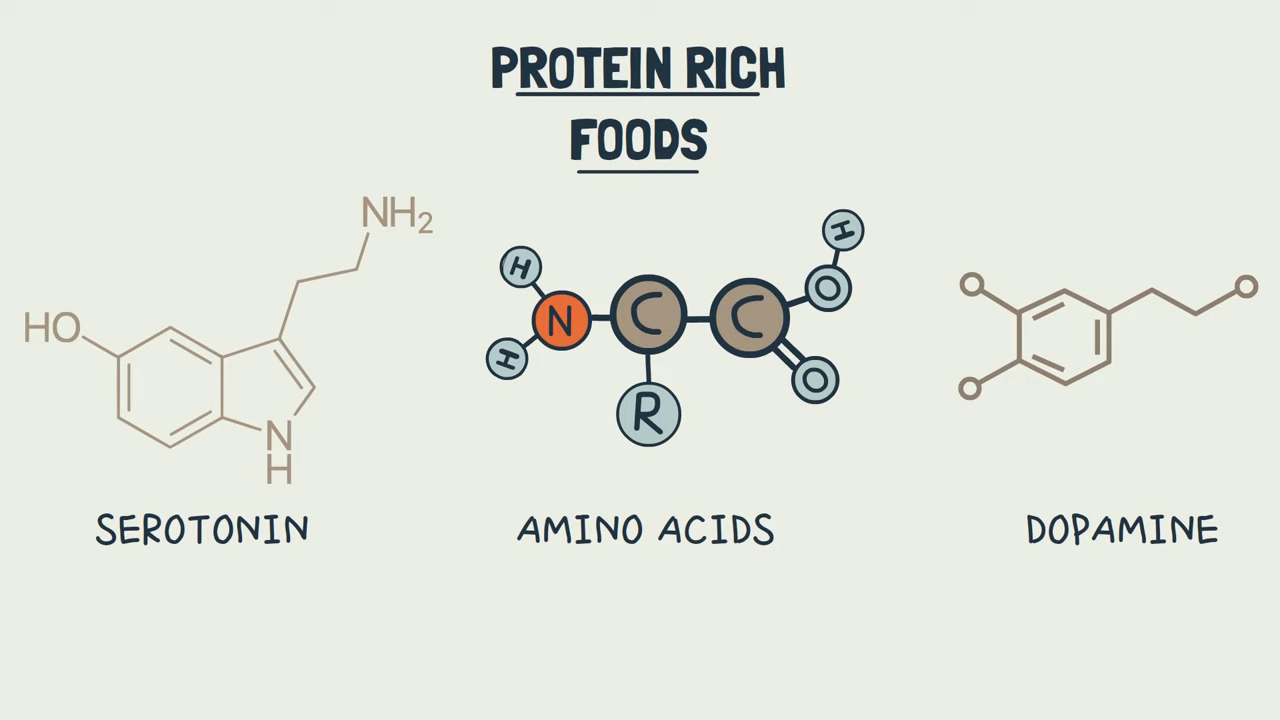 PROTEIN RICH
FOODS
NH2
HO
N
H
H
N
H
C
C
O
H
O
R
SEROTONIN
AMINO ACIDS
DOPAMINE